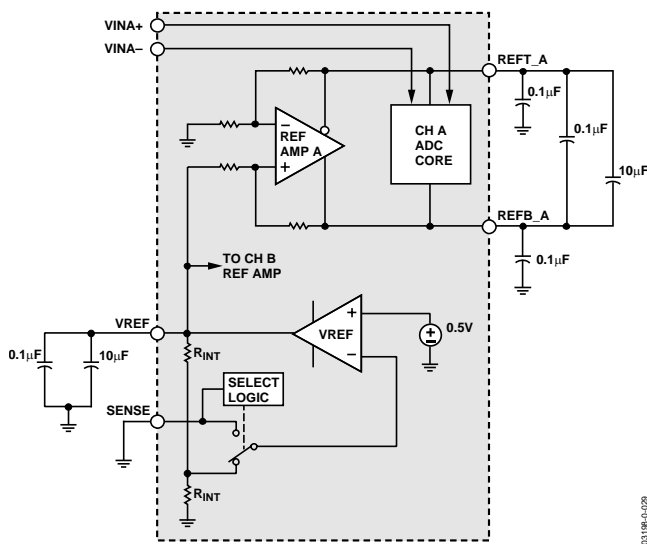 VINA+
VINA–
REFT_A
0.1µF
0.1µF
10µF
–
REF
AMP A
+
CH A
ADC
CORE
REFB_A
0.1µF
TO CH B
REF AMP
VREF
0.1µF
10µF
RINT
VREF
+
–
0.5V
SELECT
LOGIC
SENSE
RINT
03198-0-029